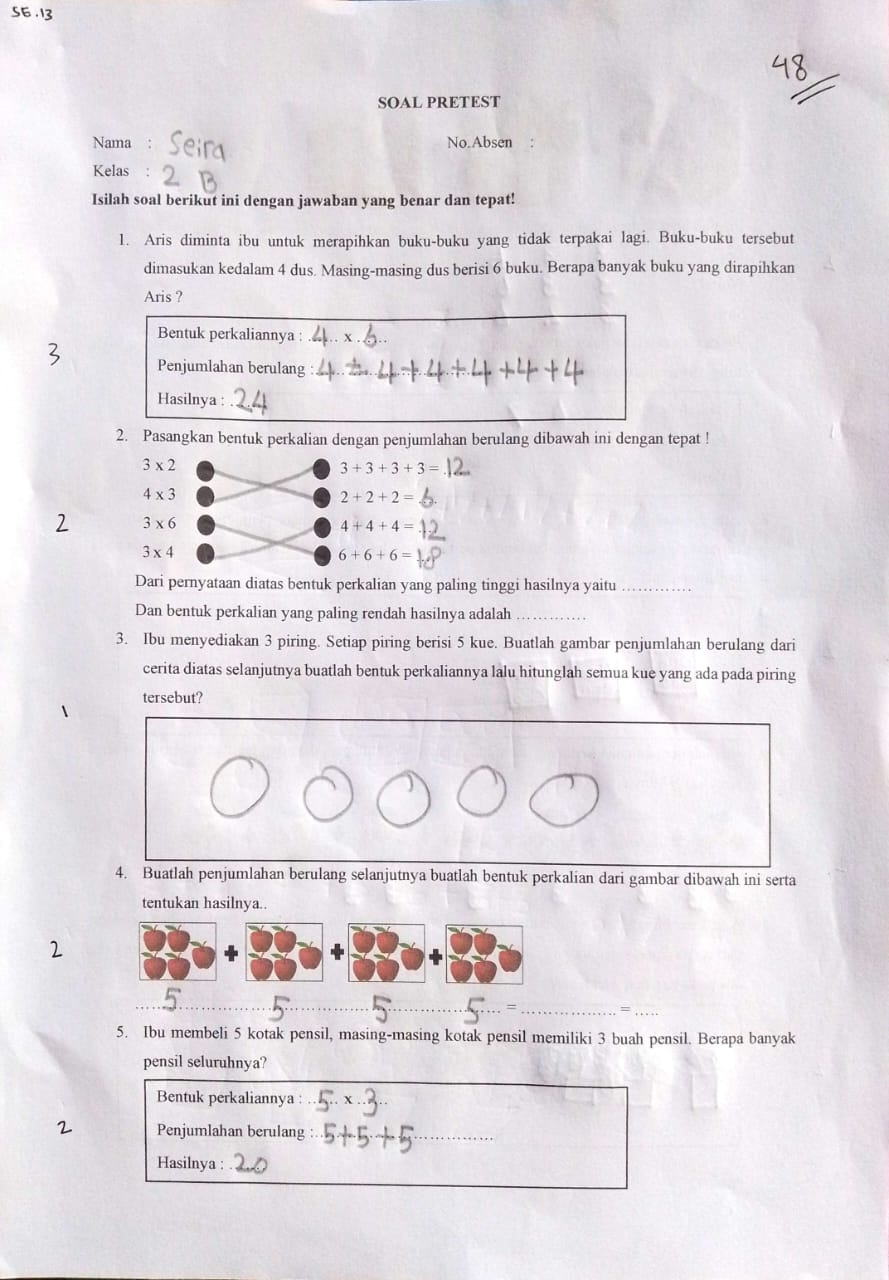 SE.13
48
SOAL PRETEST
Nama : Seira No.Absen :
Kelas : 2 B
Isilah soal berikut ini dengan jawaban yang benar dan tepat!
1. Aris diminta ibu untuk merapihkan buku-buku yang tidak terpakai lagi. Buku-buku tersebut
dimasukan kedalam 4 dus. Masing-masing dus berisi 6 buku. Berapa banyak buku yang dirapihkan
Aris ?
Bentuk perkaliannya : 4 x 6
3
Penjumlahan berulang : 4 + 4 + 4 + 4 + 4 + 4
Hasilnya : 24
2. Pasangkan bentuk perkalian dengan penjumlahan berulang dibawah ini dengan tepat !
3 x 2 3 + 3 + 3 + 3 = 12
4 x 3 2 + 2 + 2 = 6
2
3 x 6 4 + 4 + 4 = 12
3 x 4 6 + 6 + 6 = 18
Dari pernyataan diatas bentuk perkalian yang paling tinggi hasilnya yaitu .............
Dan bentuk perkalian yang paling rendah hasilnya adalah .............
3. Ibu menyediakan 3 piring. Setiap piring berisi 5 kue. Buatlah gambar penjumlahan berulang dari
cerita diatas selanjutnya buatlah bentuk perkaliannya lalu hitunglah semua kue yang ada pada piring
tersebut?
1
4. Buatlah penjumlahan berulang selanjutnya buatlah bentuk perkalian dari gambar dibawah ini serta
tentukan hasilnya..
2
+ + +
5 5 5 5 = .................. = .....
5. Ibu membeli 5 kotak pensil, masing-masing kotak pensil memiliki 3 buah pensil. Berapa banyak
pensil seluruhnya?
Bentuk perkaliannya : 5 x 3
2
Penjumlahan berulang : 5 + 5 + 5
Hasilnya : 20